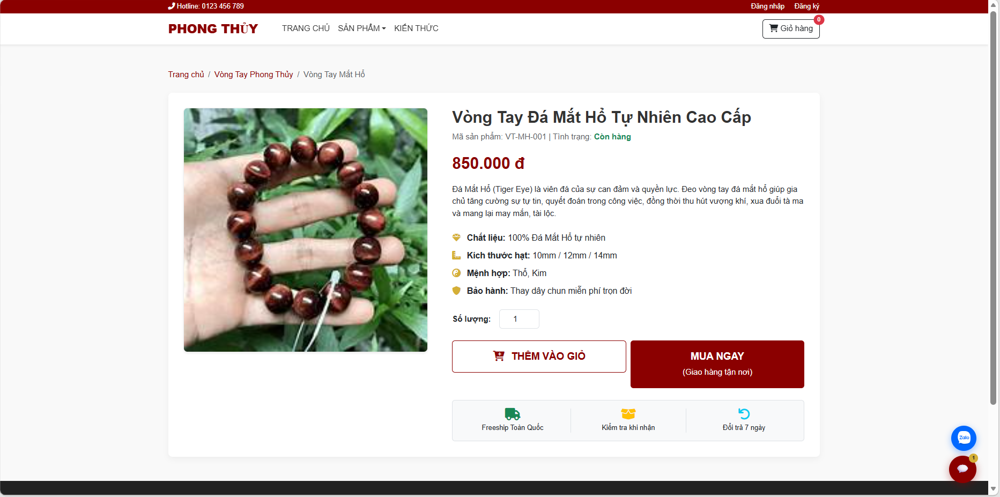 Hotline: 0123 456 789
Đăng nhập
Đăng ký
PHONG THỦY
TRANG CHỦ
SẢN PHẨM
KIẾN THỨC
Giỏ hàng
0
Trang chủ / Vòng Tay Phong Thủy / Vòng Tay Mắt Hổ
Vòng Tay Đá Mắt Hổ Tự Nhiên Cao Cấp
Mã sản phẩm: VT-MH-001 | Tình trạng: Còn hàng
850.000 đ
Đá Mắt Hổ (Tiger Eye) là viên đá của sự can đảm và quyền lực. Đeo vòng tay đá mắt hổ giúp gia
chủ tăng cường sự tự tin, quyết đoán trong công việc, đồng thời thu hút vượng khí, xua đuổi tà ma
và mang lại may mắn, tài lộc.
Chất liệu: 100% Đá Mắt Hổ tự nhiên
Kích thước hạt: 10mm / 12mm / 14mm
Mệnh hợp: Thổ, Kim
Bảo hành: Thay dây chun miễn phí trọn đời
Số lượng: 1
THÊM VÀO GIỎ
MUA NGAY
(Giao hàng tận nơi)
Freeship Toàn Quốc
Kiểm tra khi nhận
Đổi trả 7 ngày
Zalo
1